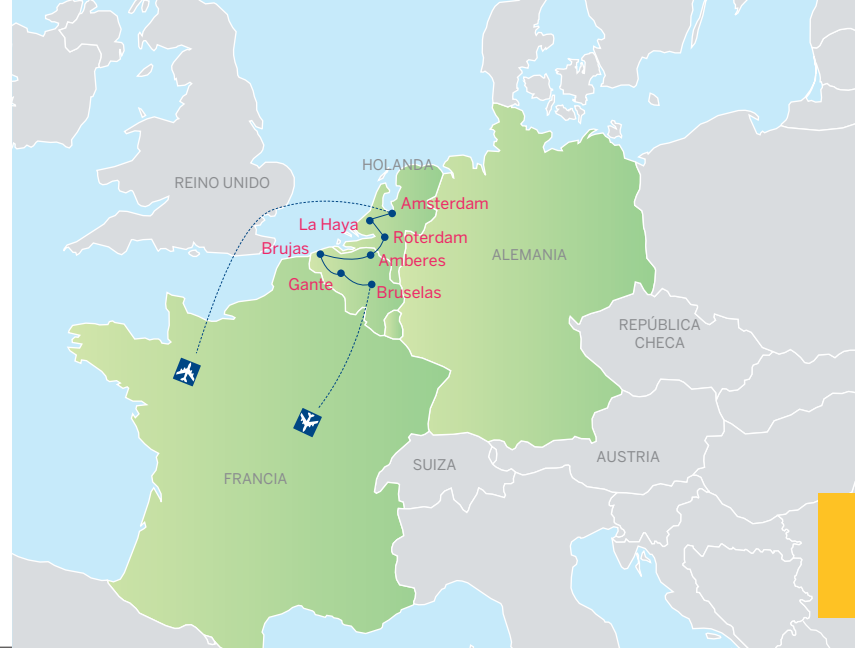 HOLANDA
REINO UNIDO
Amsterdam
La Haya
Roterdam
Brujas
Amberes
ALEMANIA
Gante
Bruselas
REPÚBLICA
CHECA
AUSTRIA
SUIZA
FRANCIA